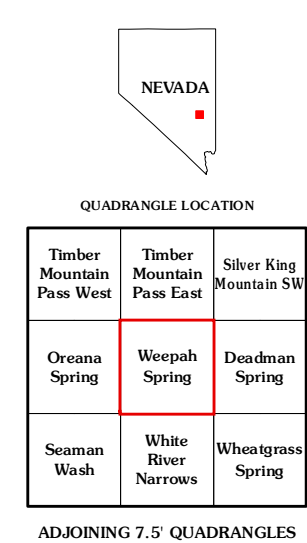 NEVADA
QUADRANGLE LOCATION
Timber
Mountain
Pass West
Timber
Mountain
Pass East
Silver King
Mountain SW
Oreana
Spring
Weepah
Spring
Deadman
Spring
Seaman
Wash
White
River
Narrows
Wheatgrass
Spring
ADJOINING 7.5' QUADRANGLES